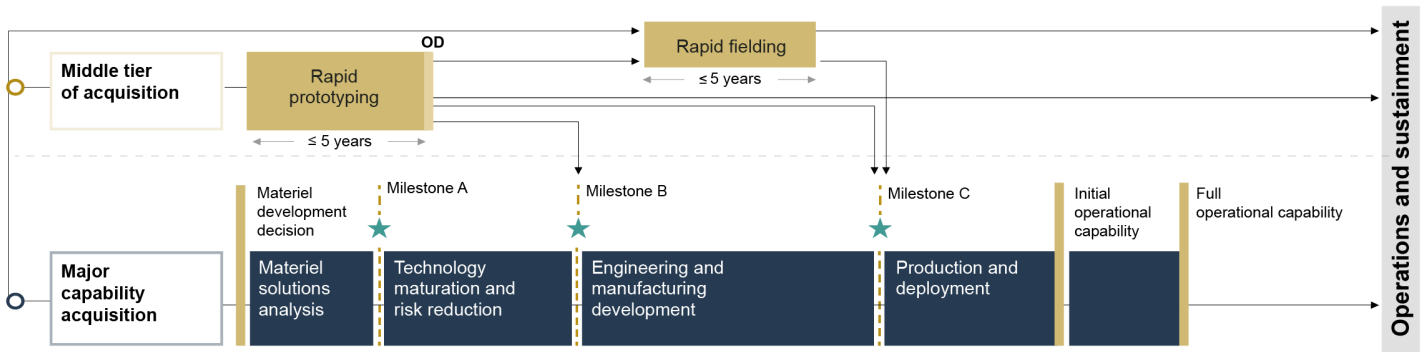 OD
Middle tier
of acquisition
Rapid
prototyping
≤ 5 years
Rapid fielding
≤ 5 years
Operations and sustainment
Materiel
development
decision
Milestone A
Milestone B
Milestone C
Initial
operational
capability
Full
operational capability
Major
capability
acquisition
Materiel
solutions
analysis
Technology
maturation and
risk reduction
Engineering and
manufacturing
development
Production and
deployment